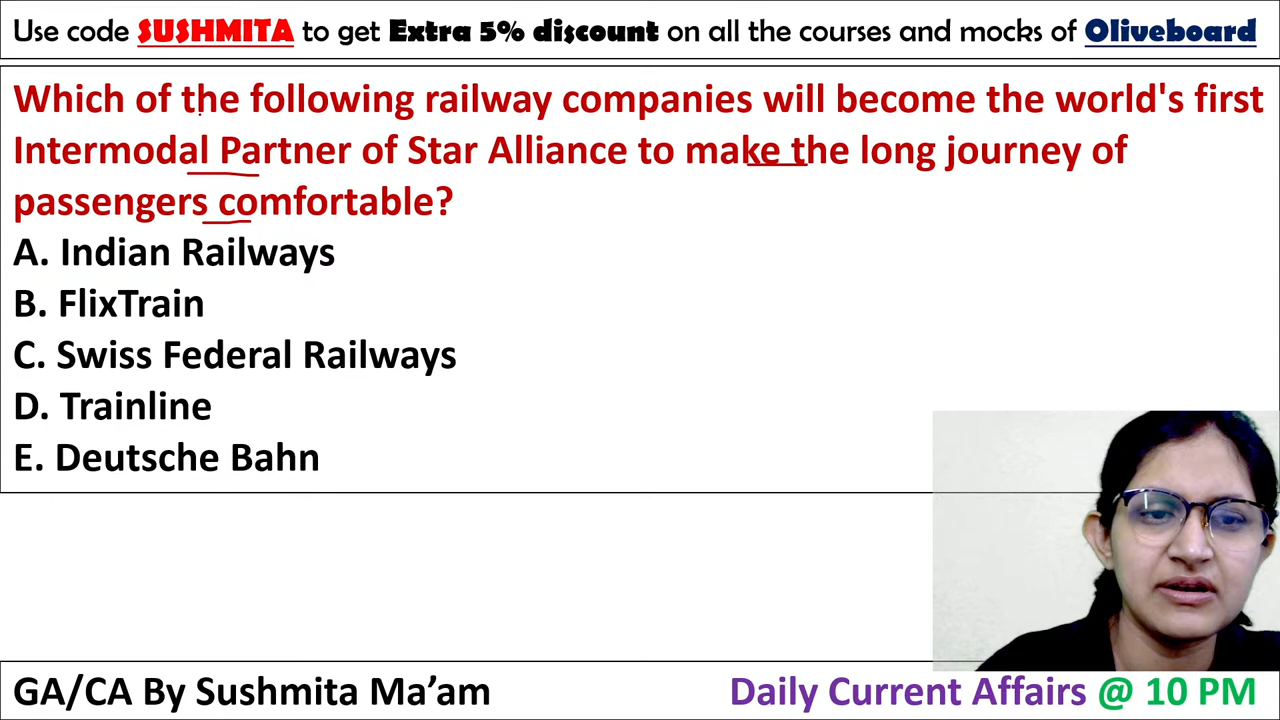 Use code SUSHMITA to get Extra 5% discount on all the courses and mocks of Oliveboard
Which of the following railway companies will become the world's first
Intermodal Partner of Star Alliance to make the long journey of
passengers comfortable?
A. Indian Railways
B. FlixTrain
C. Swiss Federal Railways
D. Trainline
E. Deutsche Bahn
GA/CA By Sushmita Ma’am
Daily Current Affairs @ 10 PM